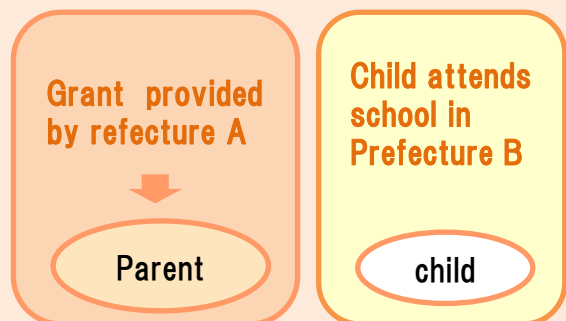 Grant provided
by refecture A
Parent
Child attends
school in
Prefecture B
child